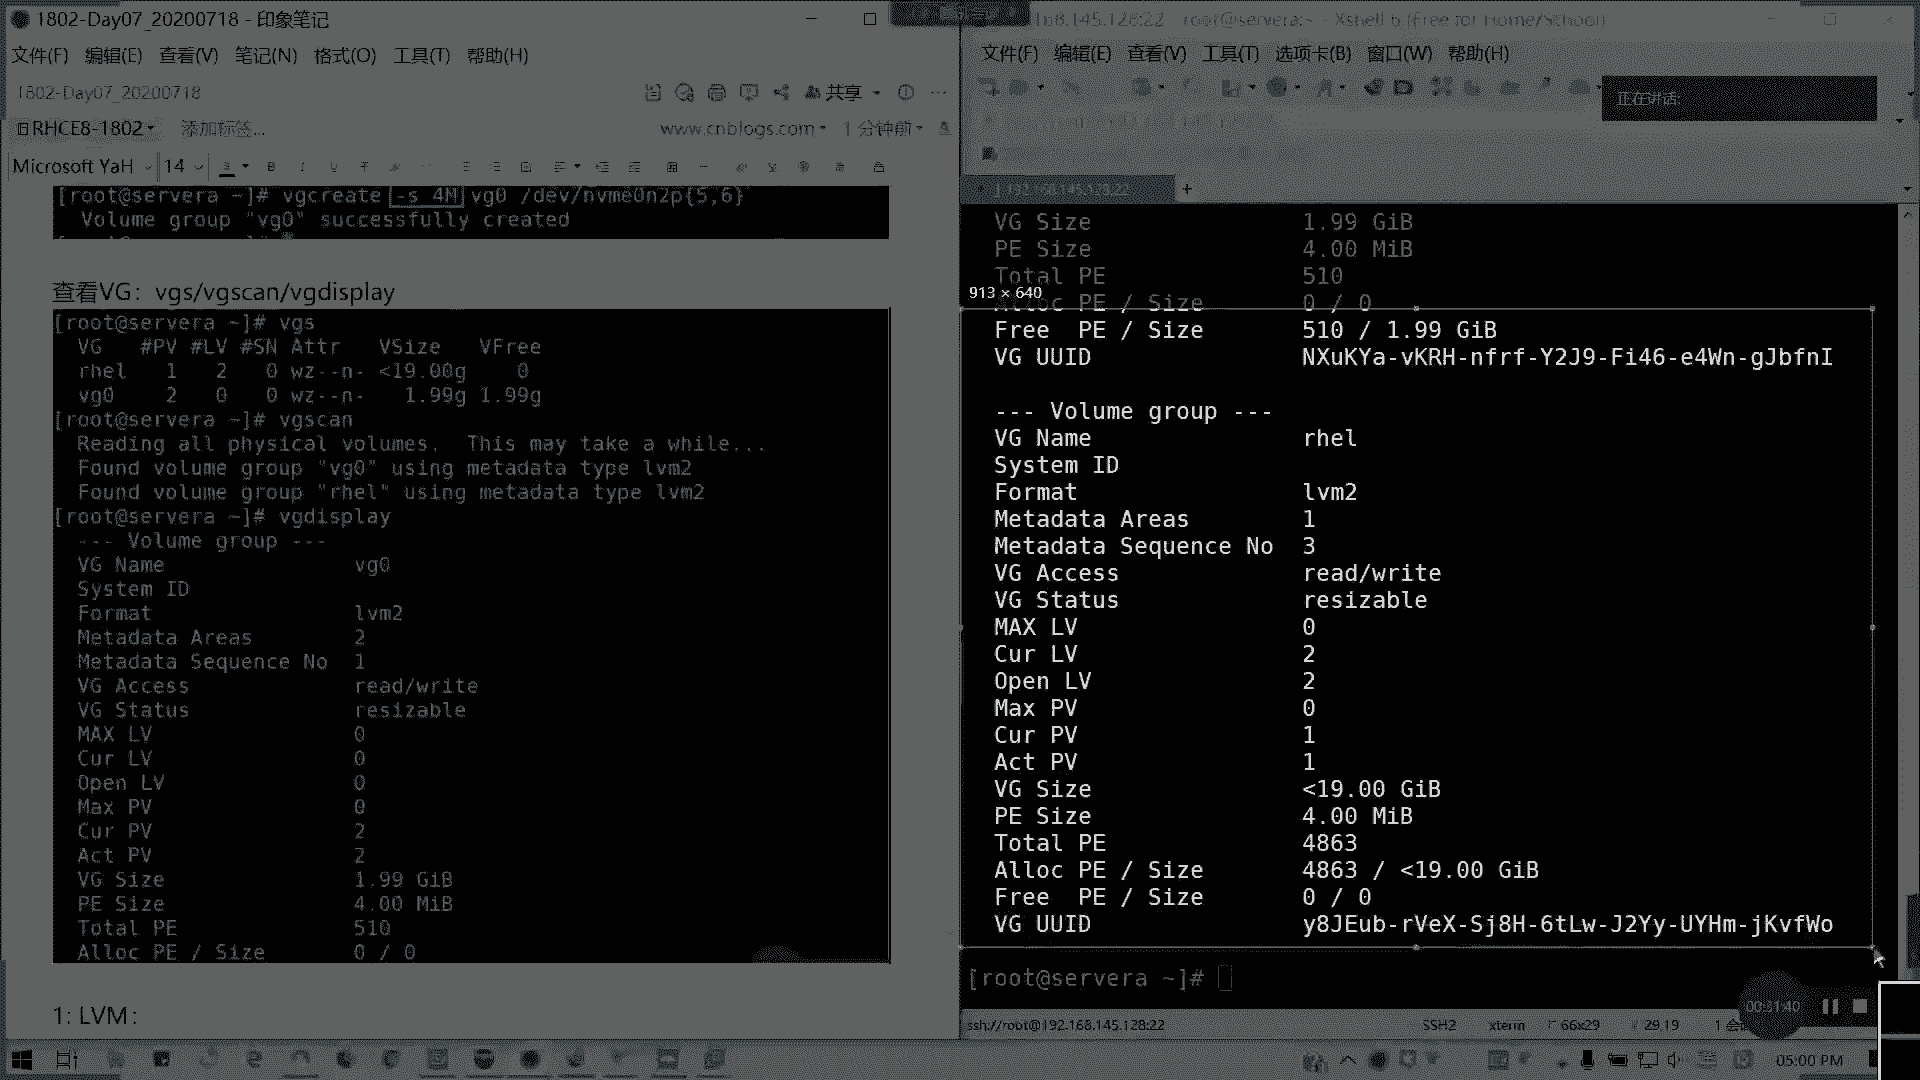 1802-Day07_20200718 - 印象笔记
文件(F) 编辑(E) 查看(V) 笔记(N) 格式(O) 工具(T) 帮助(H)
1802-Day07_20200718
共享
RHCE8-1802
添加标签...
www.cnblogs.com
1 分钟前
Microsoft YaH
14
[root@servera ~]# vgcreate -s 4M vg0 /dev/nvme0n2p{5,6}
Volume group "vg0" successfully created
查看VG：vgs/vgscan/vgdisplay
[root@servera ~]# vgs
VG #PV #LV #SN Attr VSize VFree
rhel 1 2 0 wz--n- <19.00g 0
vg0 2 0 0 wz--n- 1.99g 1.99g
[root@servera ~]# vgscan
Reading all physical volumes. This may take a while...
Found volume group "vg0" using metadata type lvm2
Found volume group "rhel" using metadata type lvm2
[root@servera ~]# vgdisplay
--- Volume group ---
VG Name vg0
System ID
Format lvm2
Metadata Areas 2
Metadata Sequence No 1
VG Access read/write
VG Status resizable
MAX LV 0
Cur LV 0
Open LV 0
Max PV 0
Cur PV 2
Act PV 2
VG Size 1.99 GiB
PE Size 4.00 MiB
Total PE 510
Alloc PE / Size 0 / 0
1: LVM：
root@servera:~ - Xshell 6 (Free for Home/School)
文件(F) 编辑(E) 查看(V) 工具(T) 选项卡(B) 窗口(W) 帮助(H)
正在讲话:
1 192.168.145.128:22
+
VG Size 1.99 GiB
PE Size 4.00 MiB
Total PE 510
913 × 640
Alloc PE / Size 0 / 0
Free PE / Size 510 / 1.99 GiB
VG UUID NXuKYa-vKRH-nfrf-Y2J9-Fi46-e4Wn-gJbfnI
--- Volume group ---
VG Name rhel
System ID
Format lvm2
Metadata Areas 1
Metadata Sequence No 3
VG Access read/write
VG Status resizable
MAX LV 0
Cur LV 2
Open LV 2
Max PV 0
Cur PV 1
Act PV 1
VG Size <19.00 GiB
PE Size 4.00 MiB
Total PE 4863
Alloc PE / Size 4863 / <19.00 GiB
Free PE / Size 0 / 0
VG UUID y8JEub-rVeX-Sj8H-6tLw-J2Yy-UYHm-jKvfWo
[root@servera ~]#
00:31:40
ssh://root@192.168.145.128:22
SSH2
xterm
66x29
29,19
05:00 PM